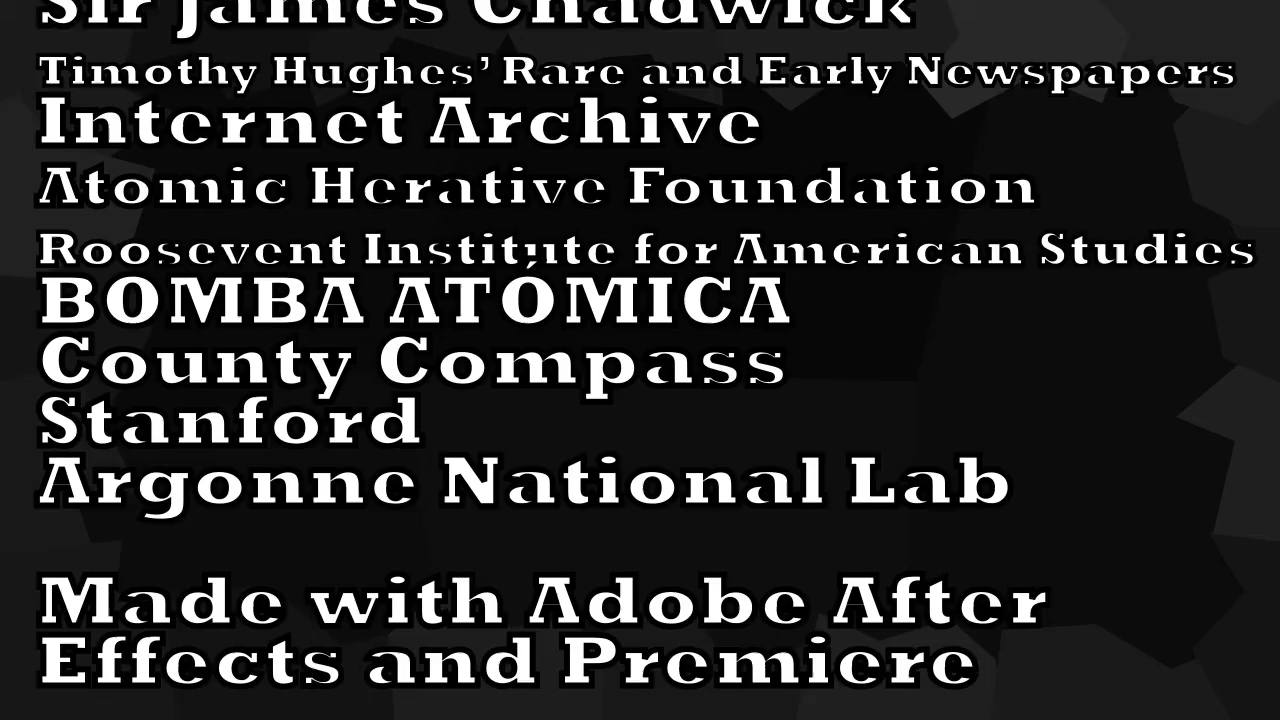 Sir James Chadwick
Timothy Hughes’ Rare and Early Newspapers
Internet Archive
Atomic Herative Foundation
Roosevent Institute for American Studies
BOMBA ATÓMICA
County Compass
Stanford
Argonne National Lab
Made with Adobe After
Effects and Premiere